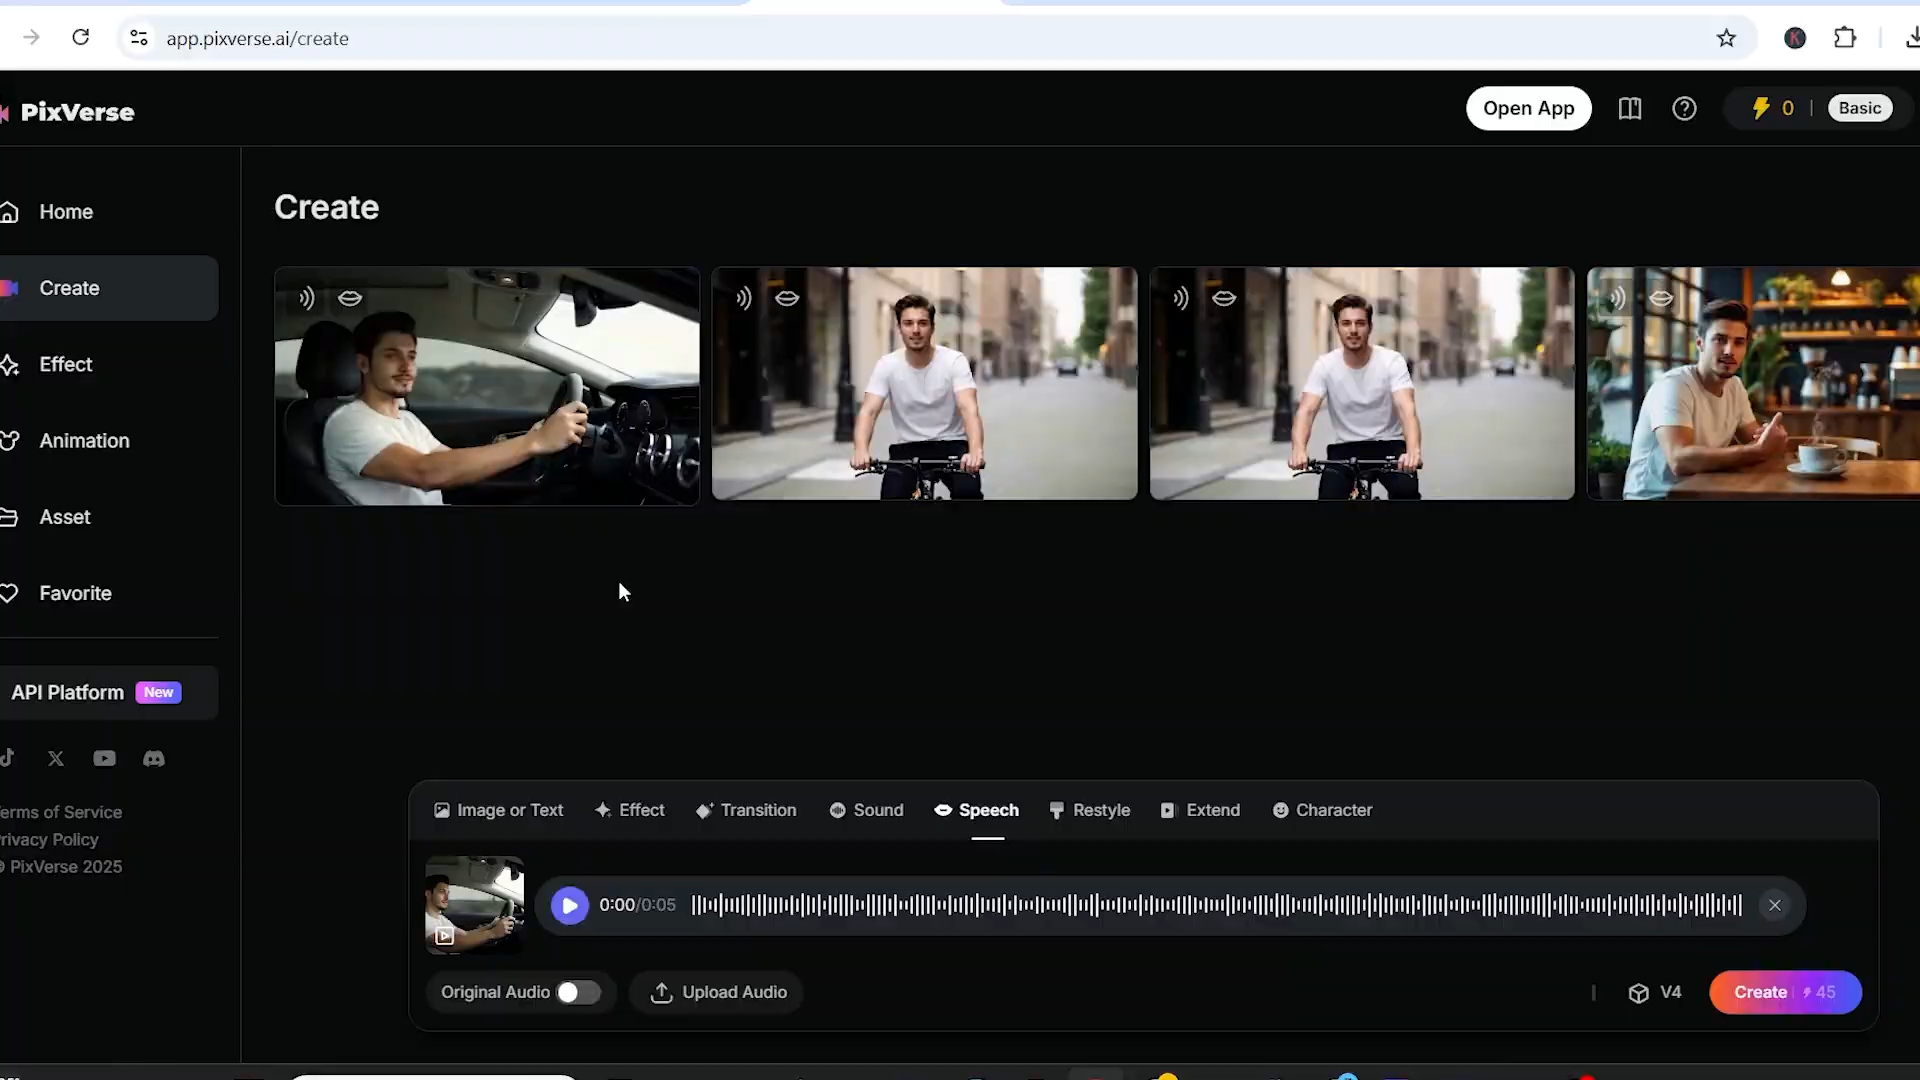 app.pixverse.ai/create
K
PixVerse
Open App
0
Basic
Home
Create
Effect
Animation
Asset
Favorite
API Platform New
erms of Service
rivacy Policy
© PixVerse 2025
Create
Image or Text
Effect
Transition
Sound
Speech
Restyle
Extend
Character
0:00/0:05
Original Audio
Upload Audio
V4
Create 45